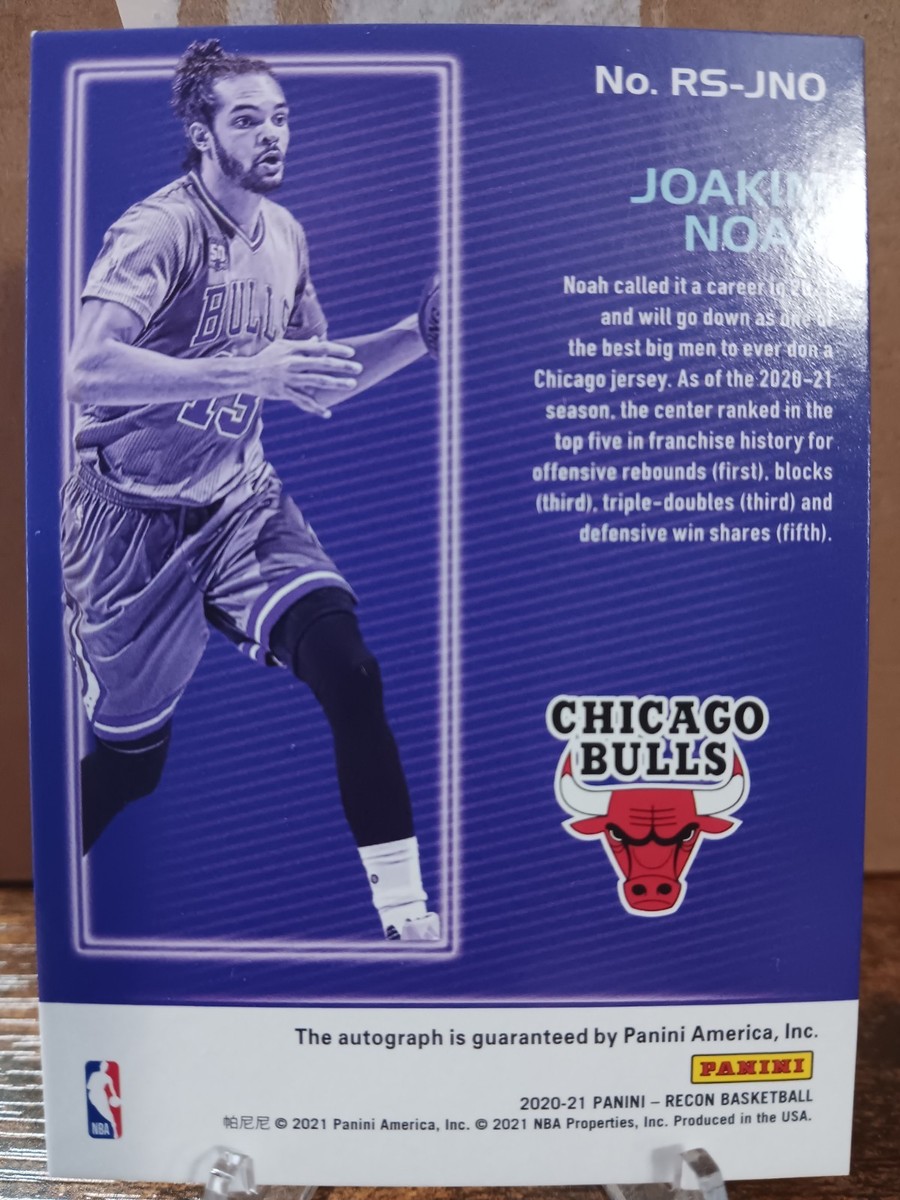 No. RS-JNO
JOAKIM
NOAH
Noah called it a career in
and will go down as one of
the best big men to ever don a
Chicago jersey. As of the 2020-21
season, the center ranked in the
top five in franchise history for
offensive rebounds (first), blocks
(third), triple-doubles (third) and
defensive win shares (fifth).
50
BULLS
13
CHICAGO
BULLS
The autograph is guaranteed by Panini America, Inc.
PANINI
2020-21 PANINI – RECON BASKETBALL
帕尼尼 © 2021 Panini America, Inc. © 2021 NBA Properties, Inc. Produced in the USA.
NBA